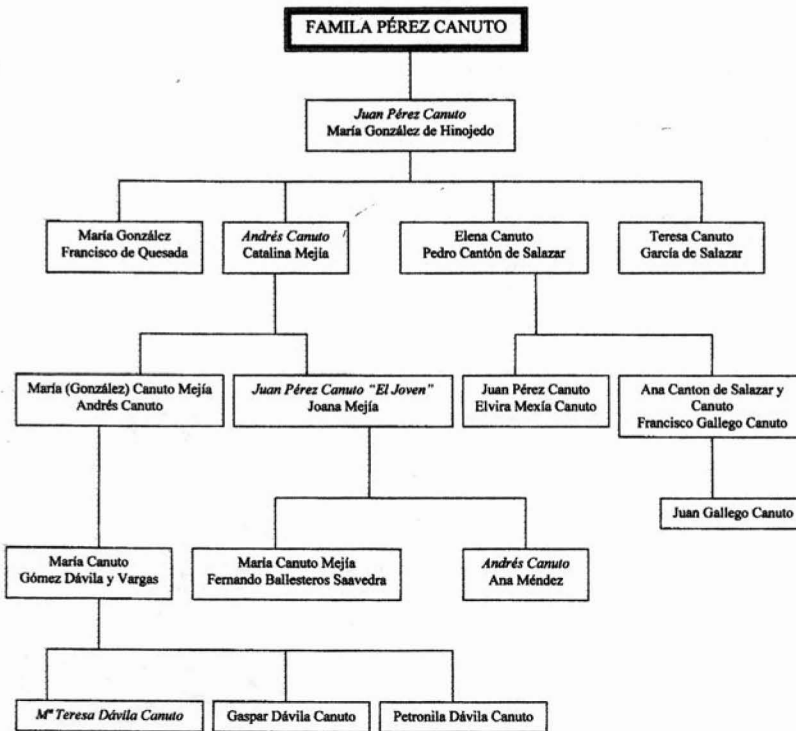 FAMILA PÉREZ CANUTO
Juan Pérez Canuto
María González de Hinojedo
María González
Francisco de Quesada
Andrés Canuto
Catalina Mejía
Elena Canuto
Pedro Cantón de Salazar
Teresa Canuto
García de Salazar
María (González) Canuto Mejía
Andrés Canuto
Juan Pérez Canuto "El Joven"
Joana Mejía
Juan Pérez Canuto
Elvira Mexía Canuto
Ana Canton de Salazar y
Canuto
Francisco Gallego Canuto
Juan Gallego Canuto
María Canuto
Gómez Dávila y Vargas
María Canuto Mejía
Fernando Ballesteros Saavedra
Andrés Canuto
Ana Méndez
Mª Teresa Dávila Canuto
Gaspar Dávila Canuto
Petronila Dávila Canuto